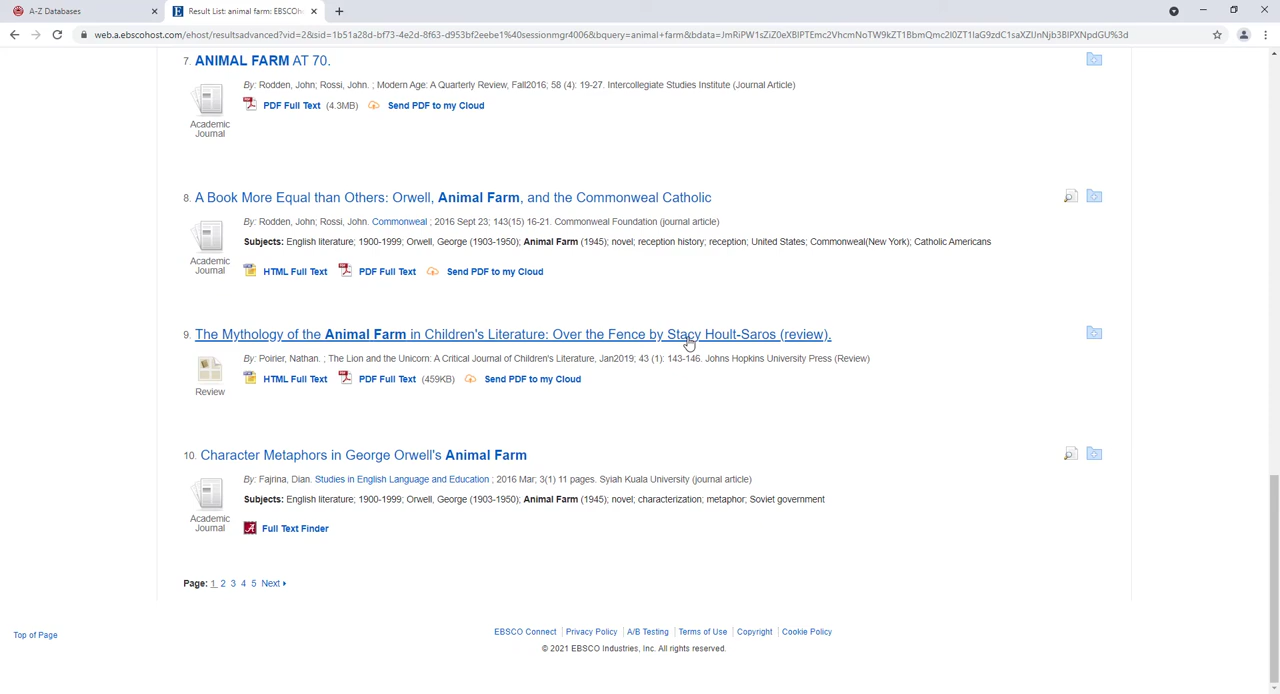 A-Z Databases
Result List: animal farm: EBSCOh
web.a.ebscohost.com/ehost/resultsadvanced?vid=2&sid=1b51a28d-bf73-4e2d-8f63-d953bf2eebe1%40sessionmgr4006&bquery=animal+farm&bdata=
7. ANIMAL FARM AT 70.
By: Rodden, John; Rossi, John. ; Modern Age: A Quarterly Review, Fall2016; 58 (4): 19-27. Intercollegiate Studies Institute (Journal Article)
PDF Full Text (4.3MB) Send PDF to my Cloud
Academic
Journal
8. A Book More Equal than Others: Orwell, Animal Farm, and the Commonweal Catholic
By: Rodden, John; Rossi, John. Commonweal ; 2016 Sept 23; 143(15) 16-21. Commonweal Foundation (journal article)
Subjects: English literature; 1900-1999; Orwell, George (1903-1950); Animal Farm (1945); novel; reception history; reception; United States; Commonweal(New York); Catholic Americans
Academic
Journal
HTML Full Text PDF Full Text Send PDF to my Cloud
9. The Mythology of the Animal Farm in Children's Literature: Over the Fence by Stacy Hoult-Saros (review).
By: Poirier, Nathan. ; The Lion and the Unicorn: A Critical Journal of Children's Literature, Jan2019; 43 (1): 143-146. Johns Hopkins University Press (Review)
HTML Full Text PDF Full Text (459KB) Send PDF to my Cloud
Review
10. Character Metaphors in George Orwell's Animal Farm
By: Fajrina, Dian. Studies in English Language and Education ; 2016 Mar; 3(1) 11 pages. Syiah Kuala University (journal article)
Subjects: English literature; 1900-1999; Orwell, George (1903-1950); Animal Farm (1945); novel; characterization; metaphor; Soviet government
Academic
Journal
A Full Text Finder
Page: 1 2 3 4 5 Next
Top of Page
EBSCO Connect Privacy Policy A/B Testing Terms of Use Copyright Cookie Policy
© 2021 EBSCO Industries, Inc. All rights reserved.